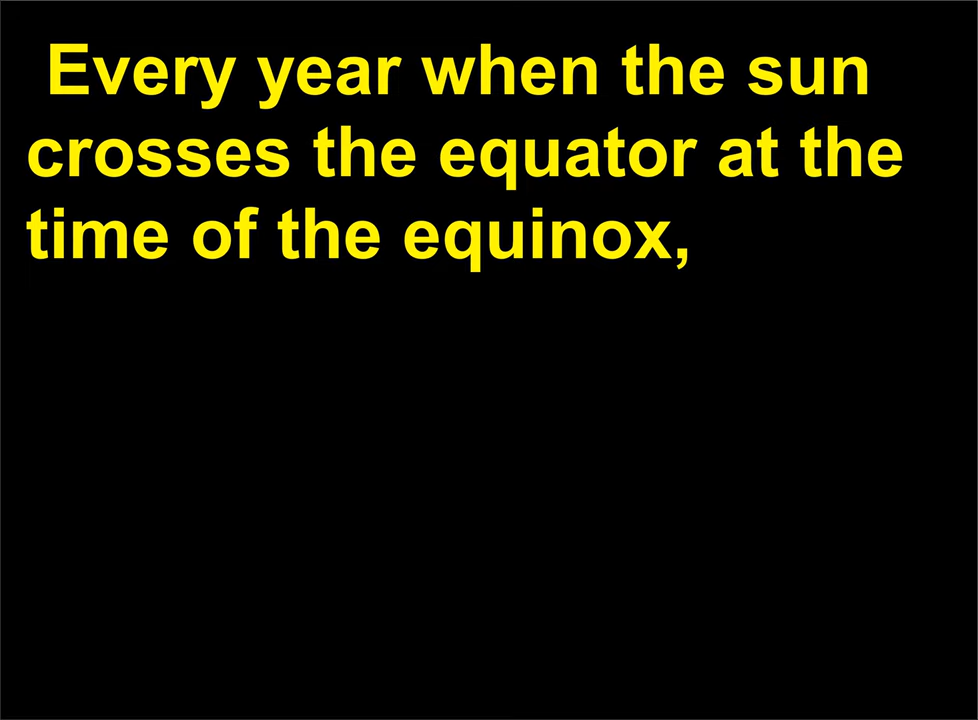 Every year when the sun
crosses the equator at the
time of the equinox,